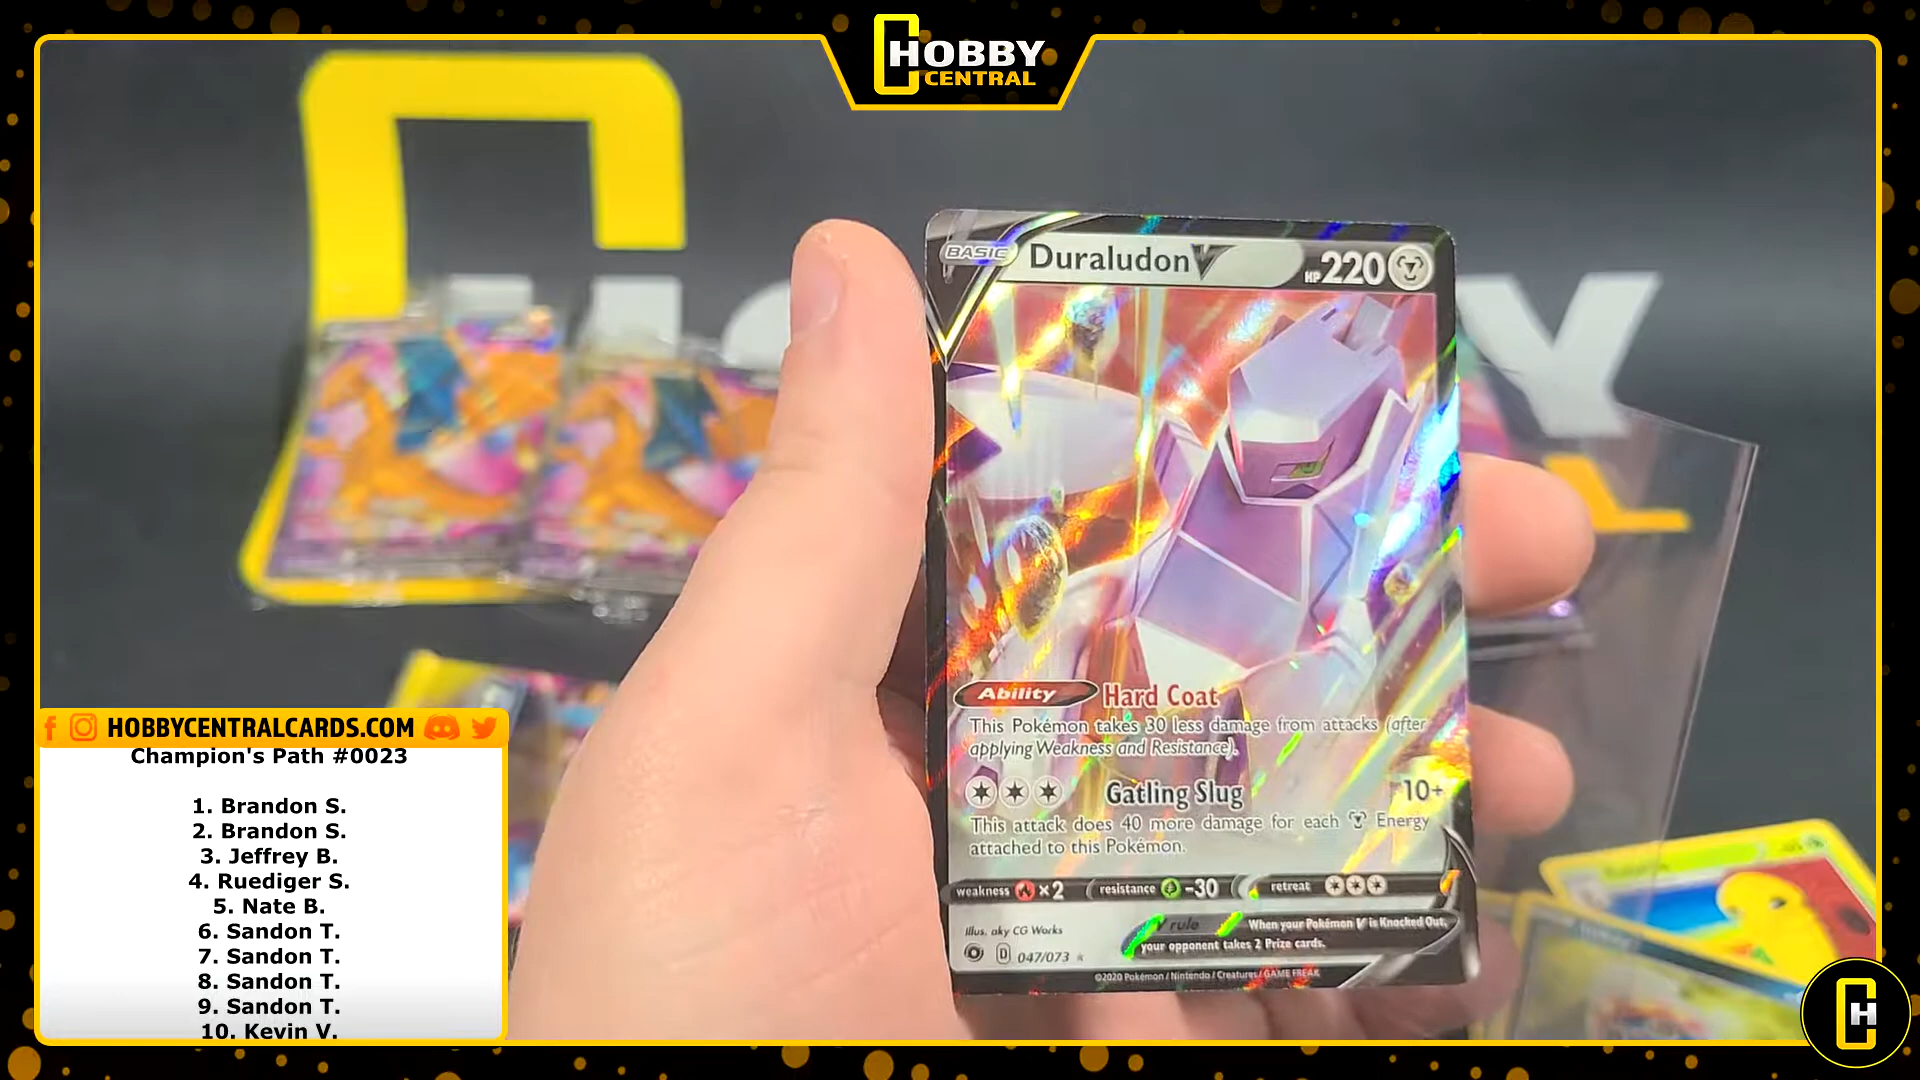 HOBBY
CENTRAL
BASIC
Duraludon V
HP 220
Ability Hard Coat
This Pokémon takes 30 less damage from attacks (after
applying Weakness and Resistance).
Gatling Slug 10+
This attack does 40 more damage for each Energy
attached to this Pokémon.
weakness ×2 resistance -30 retreat
V rule When your Pokémon V is Knocked Out,
your opponent takes 2 Prize cards.
Illus. aky CG Works
D 047/073
©2020 Pokémon / Nintendo / Creatures / GAME FREAK
Y
HOBBYCENTRALCARDS.COM
Champion's Path #0023
1. Brandon S.
2. Brandon S.
3. Jeffrey B.
4. Ruediger S.
5. Nate B.
6. Sandon T.
7. Sandon T.
8. Sandon T.
9. Sandon T.
10. Kevin V.
CH